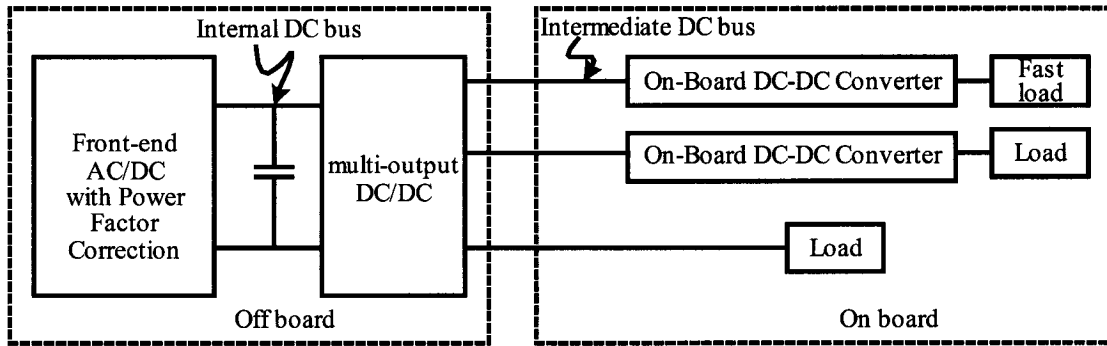 Internal DC bus
Intermediate DC bus
Front-end
AC/DC
with Power
Factor
Correction
multi-output
DC/DC
On-Board DC-DC Converter
Fast
load
On-Board DC-DC Converter
Load
Load
Off board
On board